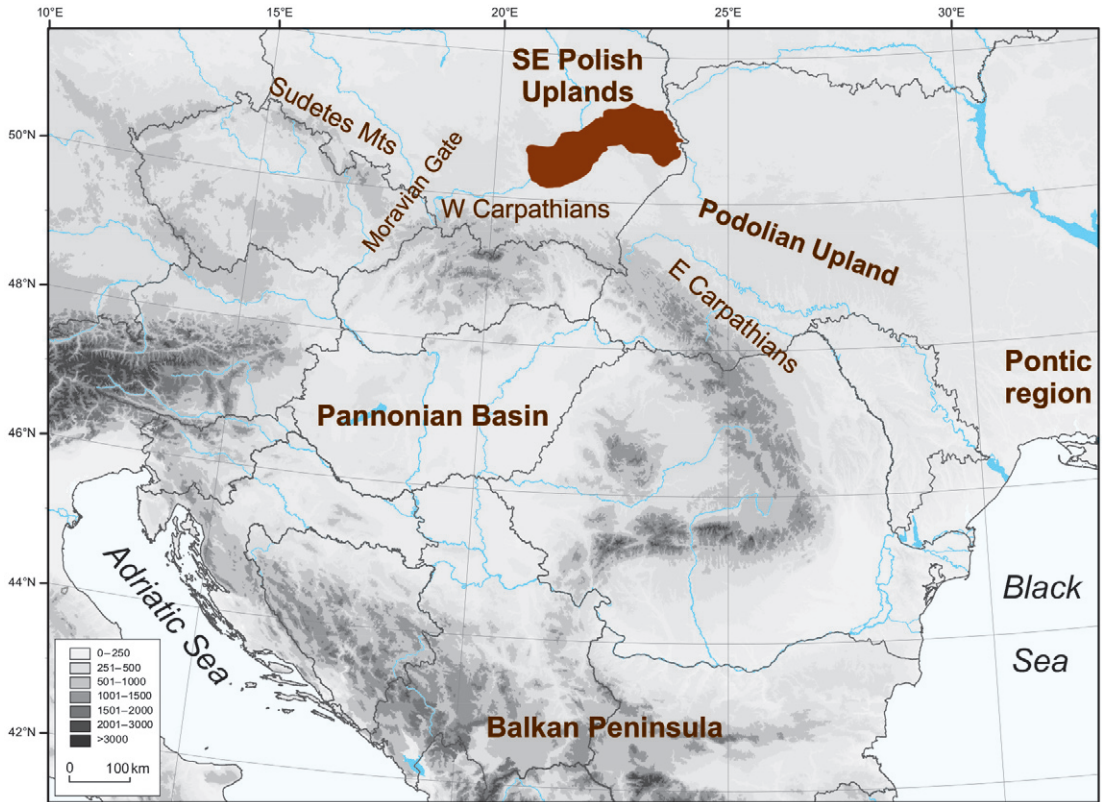 10°E
15°E
20°E
25°E
30°E
SE Polish
Uplands
Sudetes Mts
50°N
Moravian Gate
W Carpathians
Podolian Upland
48°N
E Carpathians
Pontic
region
Pannonian Basin
46°N
Adriatic Sea
44°N
Black
Sea
0–250
251–500
501–1000
1001–1500
1501–2000
2001–3000
>3000
0 100 km
Balkan Peninsula
42°N